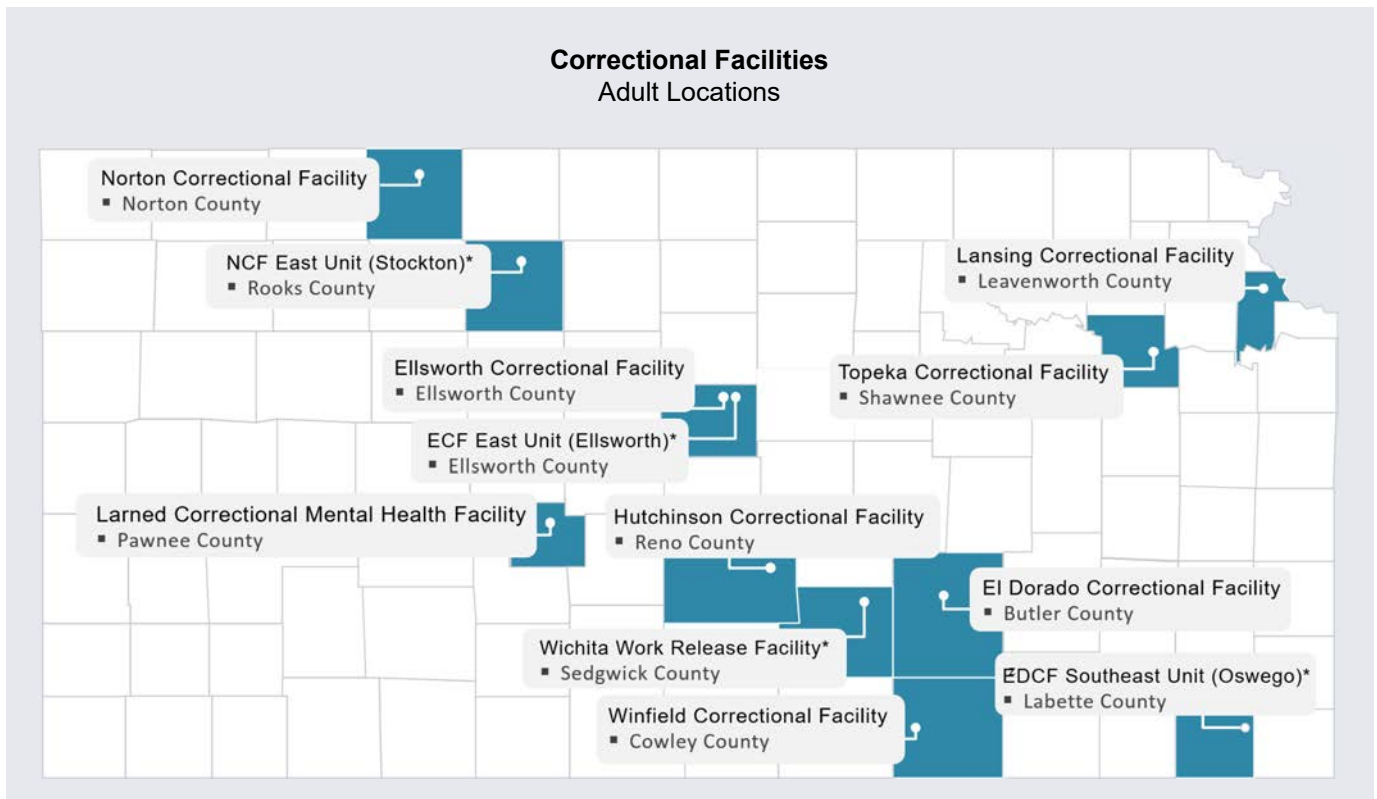 Correctional Facilities
Adult Locations
Norton Correctional Facility
▪ Norton County
NCF East Unit (Stockton)*
▪ Rooks County
Lansing Correctional Facility
▪ Leavenworth County
Ellsworth Correctional Facility
▪ Ellsworth County
Topeka Correctional Facility
▪ Shawnee County
ECF East Unit (Ellsworth)*
▪ Ellsworth County
Larned Correctional Mental Health Facility
▪ Pawnee County
Hutchinson Correctional Facility
▪ Reno County
El Dorado Correctional Facility
▪ Butler County
Wichita Work Release Facility*
▪ Sedgwick County
EDCF Southeast Unit (Oswego)*
▪ Labette County
Winfield Correctional Facility
▪ Cowley County